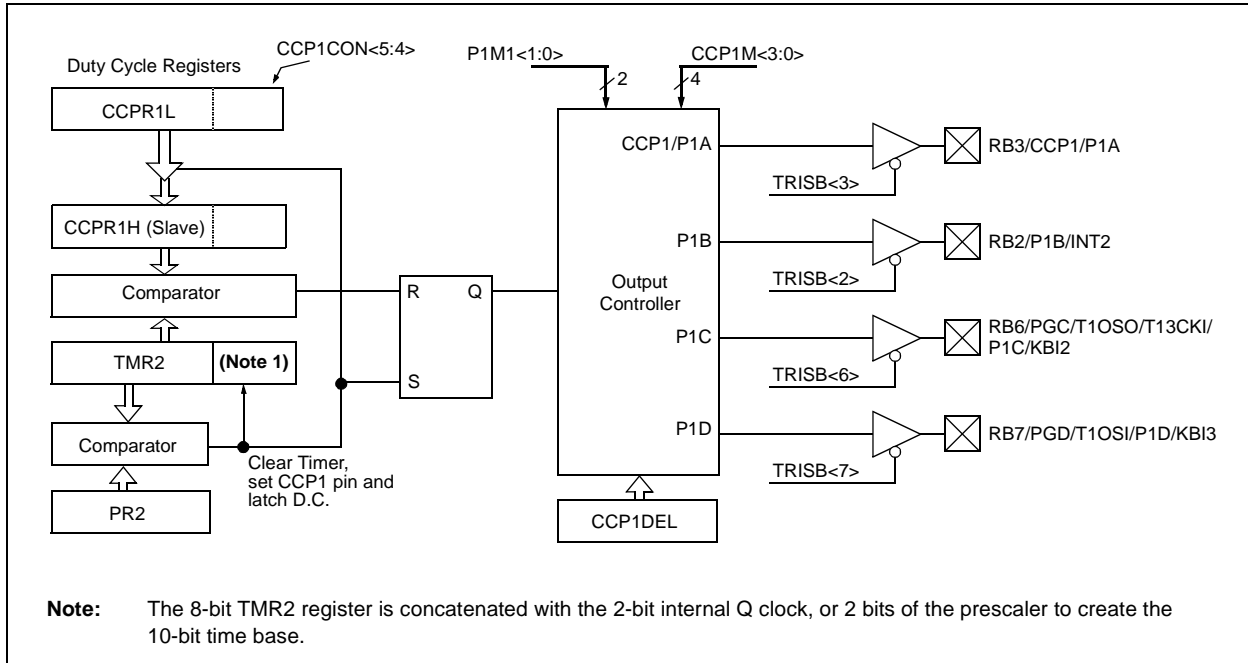 CCP1CON<5:4>
Duty Cycle Registers
CCPR1L
CCPR1H (Slave)
Comparator
TMR2
(Note 1)
Comparator
PR2
Clear Timer,
set CCP1 pin and
latch D.C.
R
Q
S
P1M1<1:0>
2
CCP1M<3:0>
4
Output
Controller
CCP1/P1A
P1B
P1C
P1D
CCP1DEL
TRISB<3>
RB3/CCP1/P1A
TRISB<2>
RB2/P1B/INT2
TRISB<6>
RB6/PGC/T1OSO/T13CKI/
P1C/KBI2
TRISB<7>
RB7/PGD/T1OSI/P1D/KBI3
Note: The 8-bit TMR2 register is concatenated with the 2-bit internal Q clock, or 2 bits of the prescaler to create the
10-bit time base.